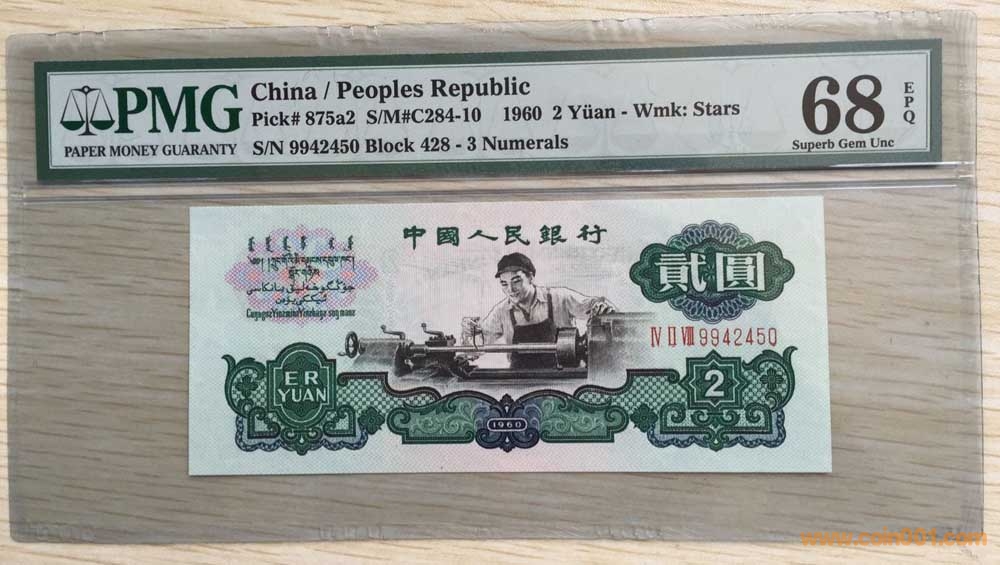 PMG
PAPER MONEY GUARANTY
China / Peoples Republic
Pick# 875a2 S/M#C284-10 1960 2 Yüan - Wmk: Stars
S/N 9942450 Block 428 - 3 Numerals
68
EPQ
Superb Gem Unc
中國人民銀行
貳圓
IV II VIII 9942450
ER
YUAN
2
1960
www.coin001.com